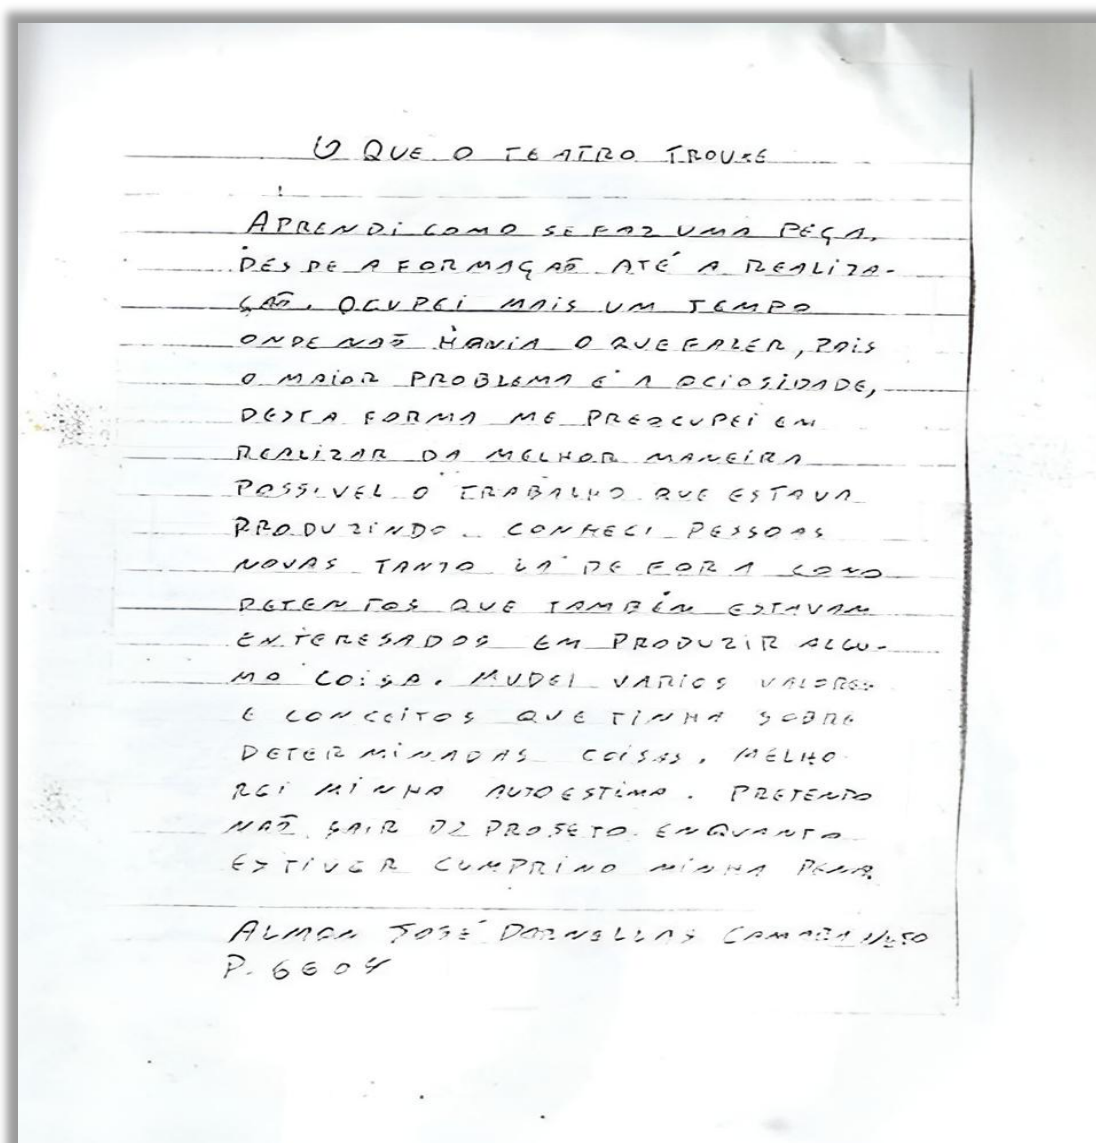 O QUE O TEATRO TROUXE
APRENDI COMO SE FAZ UMA PEÇA,
DESDE A FORMAÇÃO ATÉ A REALIZA-
ÇÃO. OCUPEI MAIS UM TEMPO
ONDE NÃO HAVIA O QUE FAZER, POIS
O MAIOR PROBLEMA É A OCIOSIDADE,
DESTA FORMA ME PREOCUPEI EM
REALIZAR DA MELHOR MANEIRA
POSSIVEL O TRABALHO QUE ESTAVA
PRODUZINDO. CONHECI PESSOAS
NOVAS TANTO LÁ DE FORA COMO
DETENTOS QUE TAMBÉM ESTAVAM
ENTERESADOS EM PRODUZIR ALGU-
MA COISA. MUDEI VARIOS VALORES
E CONCEITOS QUE TINHA SOBRE
DETERMINADAS COISAS. MELHO-
REI MINHA AUTOESTIMA. PRETENDO
NÃO SAIR DO PROJETO ENQUANTO
ESTIVER CUMPRINO MINHA PENA.
JOSÉ DORNELLAS CAMARA NETO
P. 6604